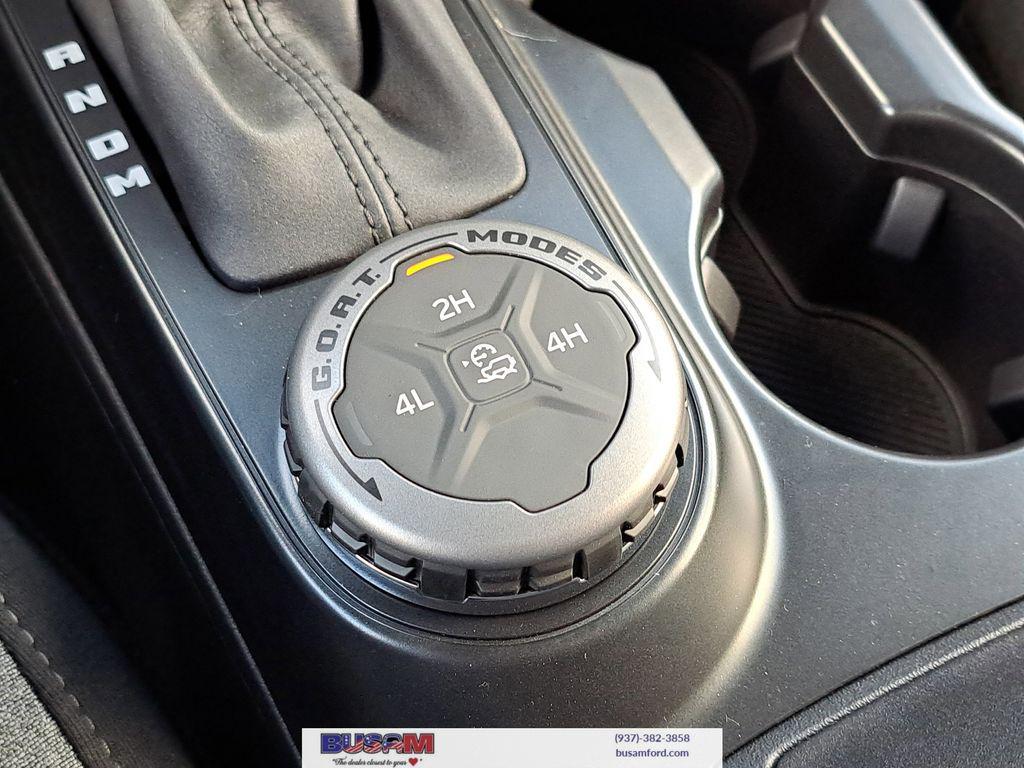 R
N
D
M
G.O.A.T. MODES
2H
4H
4L
BUSAM
"The dealer closest to your ❤"
(937)-382-3858
busamford.com